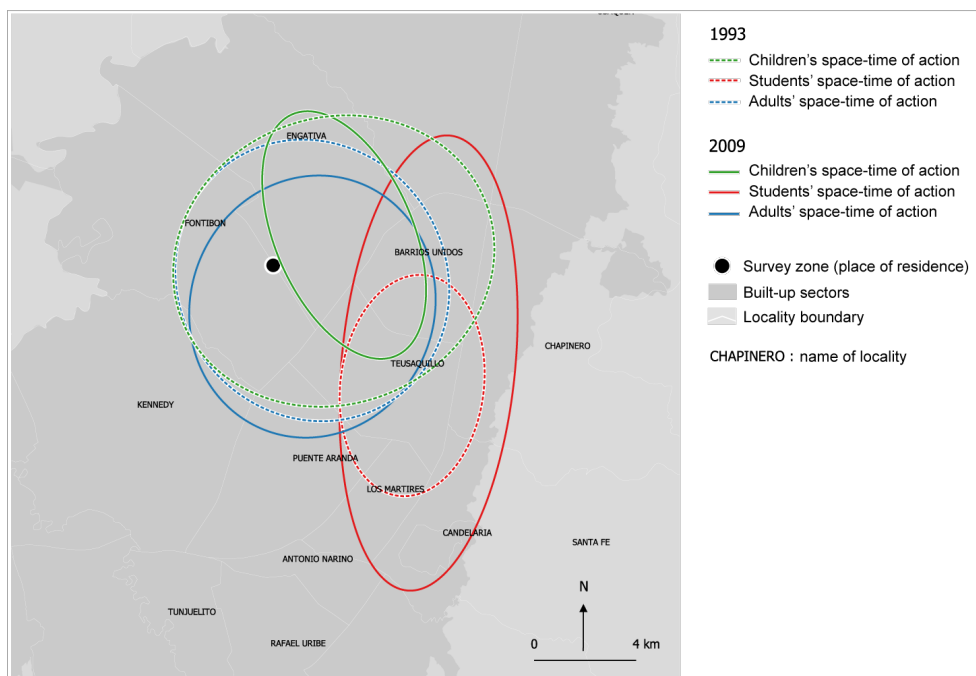 ENGATIVA
FONTIBON
BARRIOS UNIDOS
CHAPINERO
TEUSAQUILLO
KENNEDY
PUENTE ARANDA
LOS MARTIRES
CANDELARIA
SANTA FE
ANTONIO NARINO
TUNJUELITO
RAFAEL URIBE
N
0 4 km
1993
Children's space-time of action
Students' space-time of action
Adults' space-time of action
2009
Children's space-time of action
Students' space-time of action
Adults' space-time of action
Survey zone (place of residence)
Built-up sectors
Locality boundary
CHAPINERO : name of locality